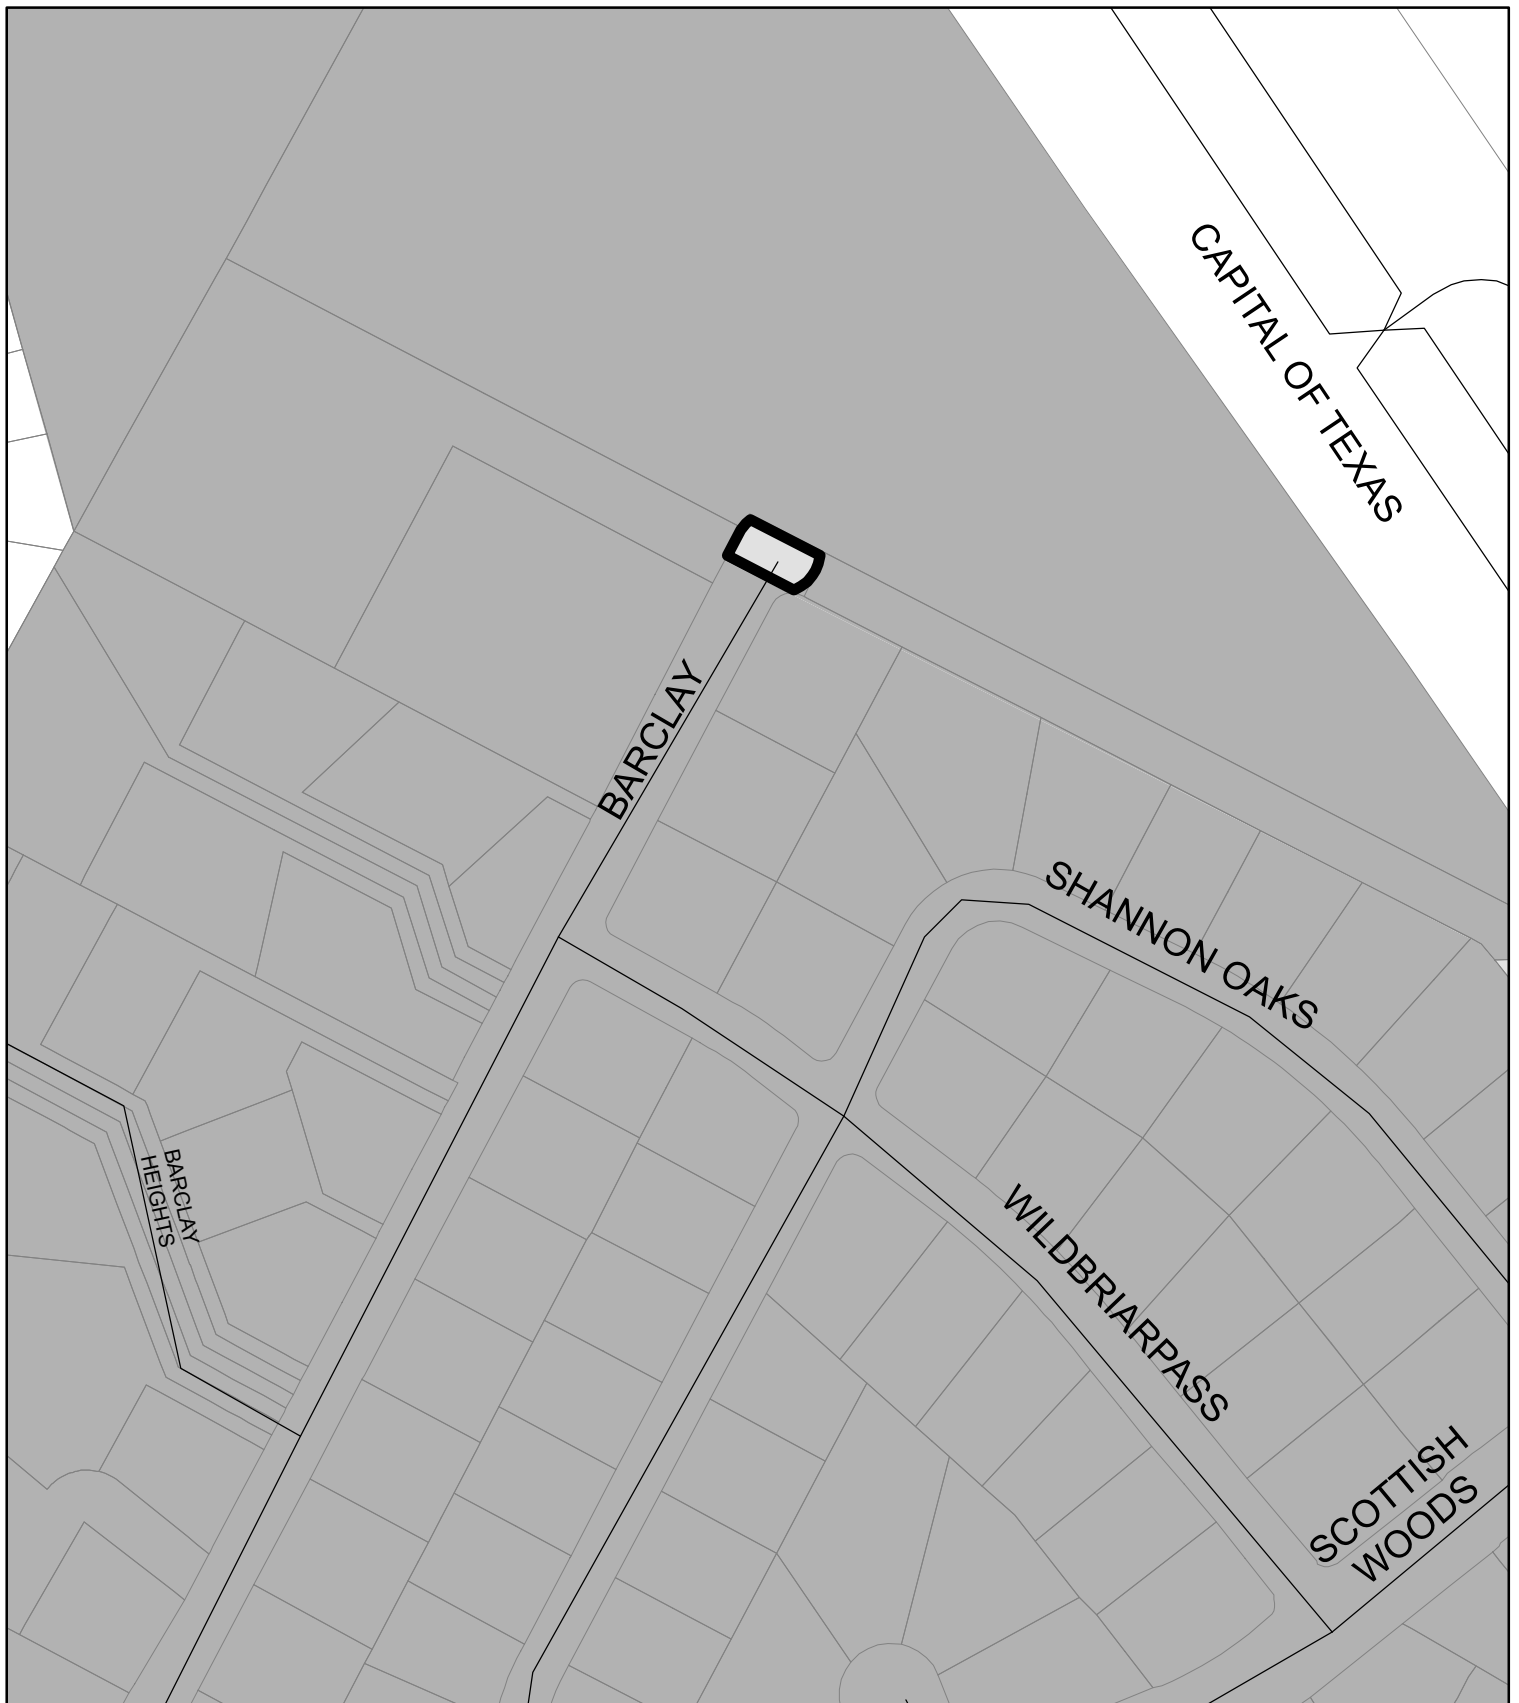 CAPITAL OF TEXAS
BARCLAY
SHANNON OAKS
BARCLAY
HEIGHTS
WILDBRIARPASS
SCOTTISH
WOODS